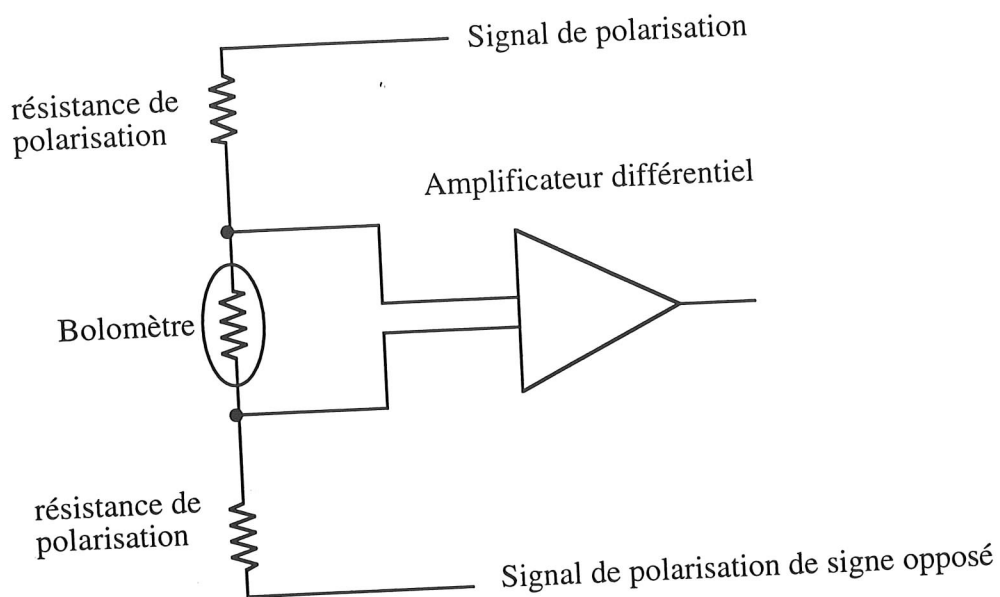 Signal de polarisation
résistance de
polarisation
Amplificateur différentiel
Bolomètre
résistance de
polarisation
Signal de polarisation de signe opposé